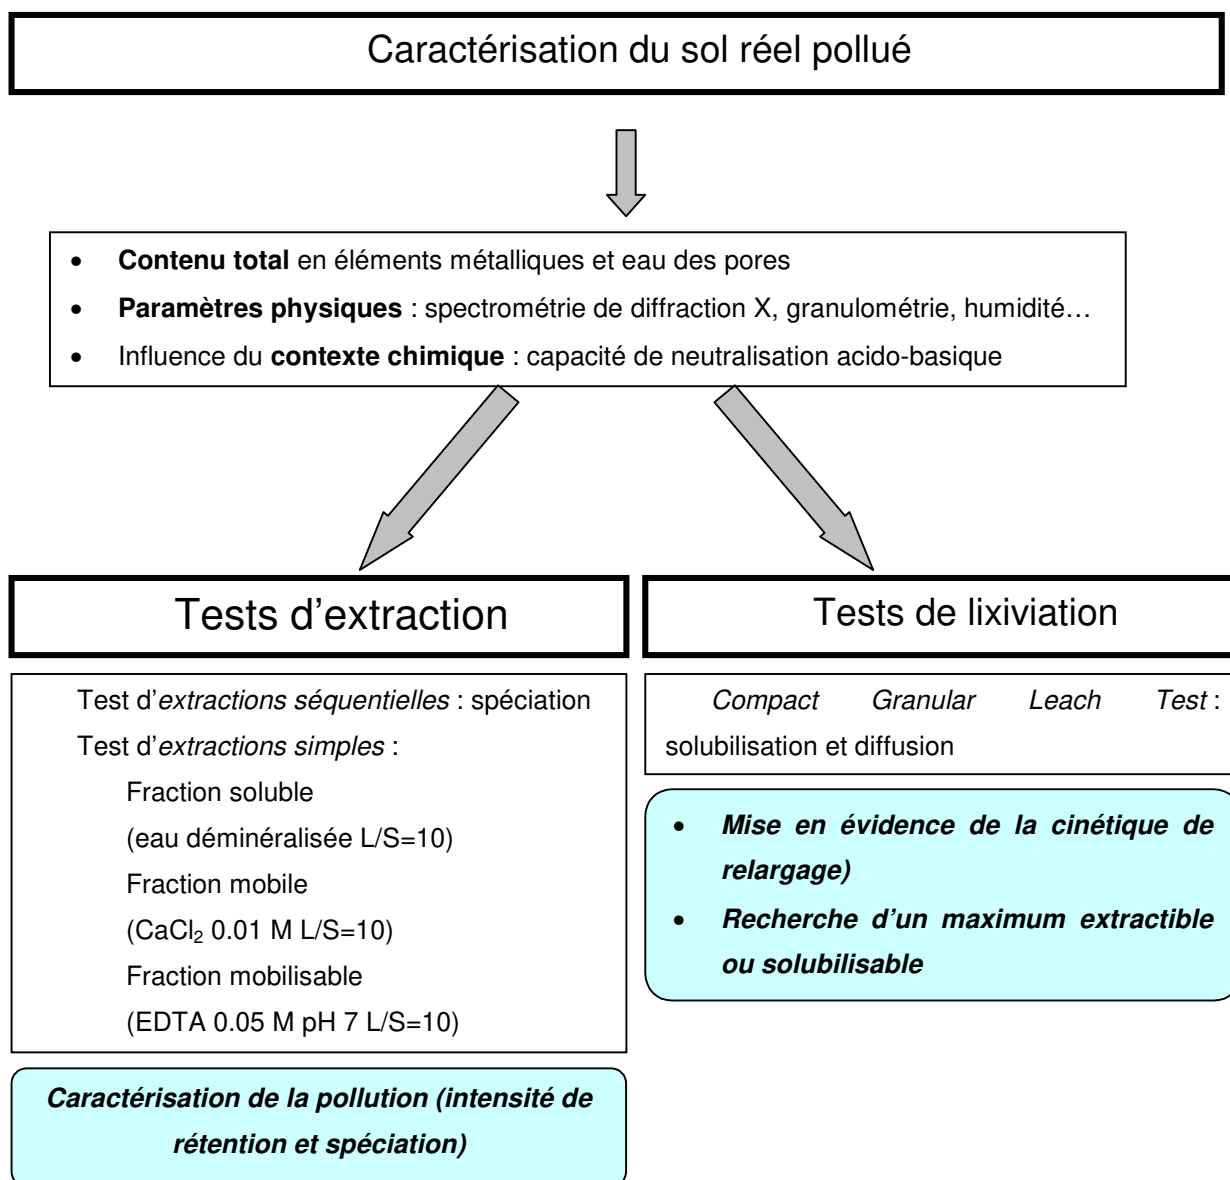 Caractérisation du sol réel pollué
• Contenu total en éléments métalliques et eau des pores
• Paramètres physiques : spectrométrie de diffraction X, granulométrie, humidité…
• Influence du contexte chimique : capacité de neutralisation acido-basique
Tests d’extraction
Test d’extractions séquentielles : spéciation
Test d’extractions simples :
Fraction soluble
(eau déminéralisée L/S=10)
Fraction mobile
(CaCl₂ 0.01 M L/S=10)
Fraction mobilisable
(EDTA 0.05 M pH 7 L/S=10)
Caractérisation de la pollution (intensité de
rétention et spéciation)
Tests de lixiviation
Compact Granular Leach Test :
solubilisation et diffusion
• Mise en évidence de la cinétique de
relargage)
• Recherche d’un maximum extractible
ou solubilisable